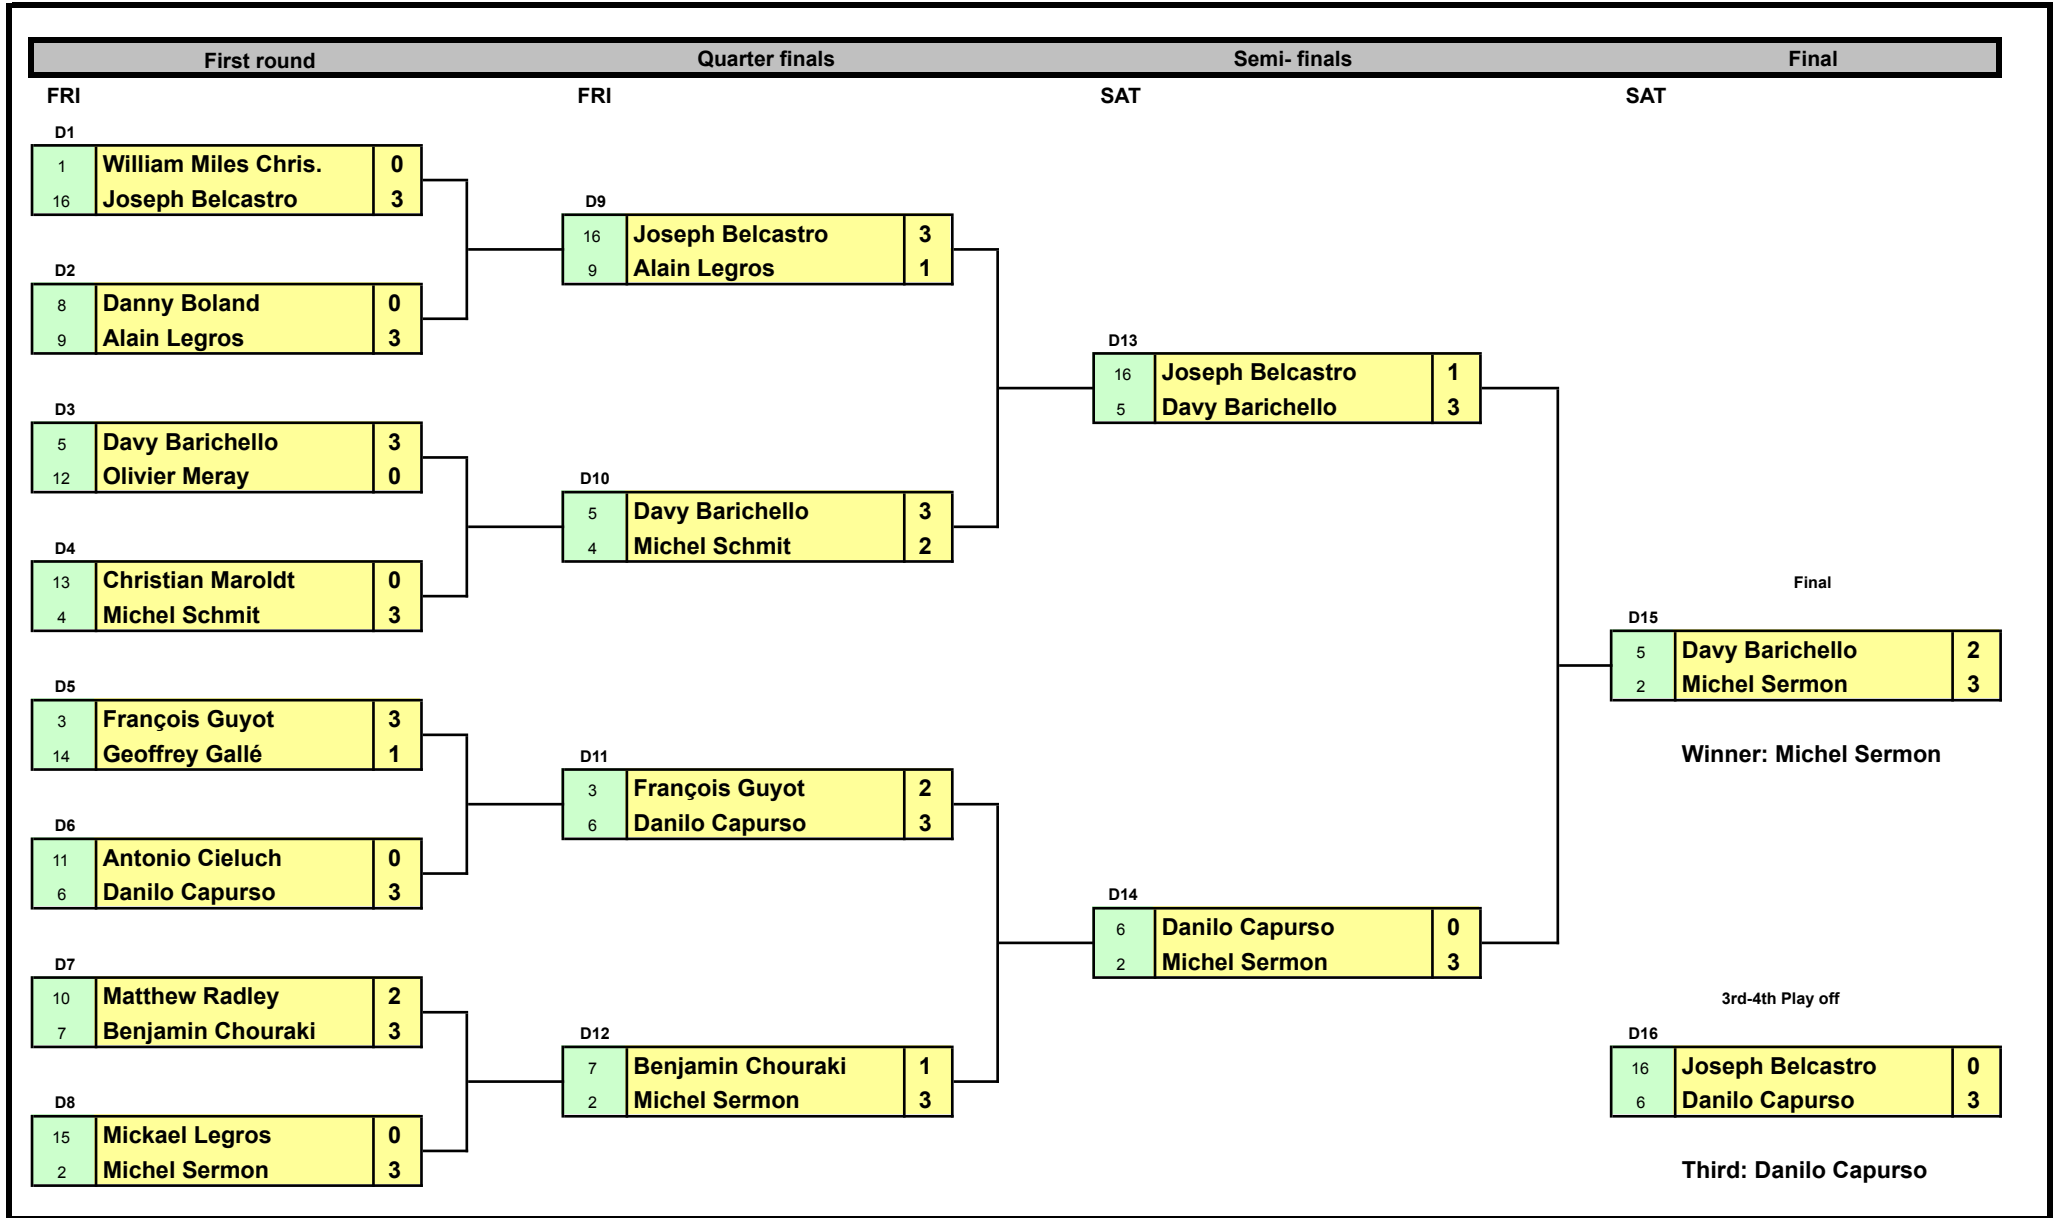 First round Quarter finals Semi- finals Final
FRI FRI SAT SAT
D1
1 William Miles Chris. 0
16 Joseph Belcastro 3
D2
8 Danny Boland 0
9 Alain Legros 3
D3
5 Davy Barichello 3
12 Olivier Meray 0
D4
13 Christian Maroldt 0
4 Michel Schmit 3
D5
3 François Guyot 3
14 Geoffrey Gallé 1
D6
11 Antonio Cieluch 0
6 Danilo Capurso 3
D7
10 Matthew Radley 2
7 Benjamin Chouraki 3
D8
15 Mickael Legros 0
2 Michel Sermon 3
D9
16 Joseph Belcastro 3
9 Alain Legros 1
D10
5 Davy Barichello 3
4 Michel Schmit 2
D11
3 François Guyot 2
6 Danilo Capurso 3
D12
7 Benjamin Chouraki 1
2 Michel Sermon 3
D13
16 Joseph Belcastro 1
5 Davy Barichello 3
D14
6 Danilo Capurso 0
2 Michel Sermon 3
Final
D15
5 Davy Barichello 2
2 Michel Sermon 3
Winner: Michel Sermon
3rd-4th Play off
D16
16 Joseph Belcastro 0
6 Danilo Capurso 3
Third: Danilo Capurso